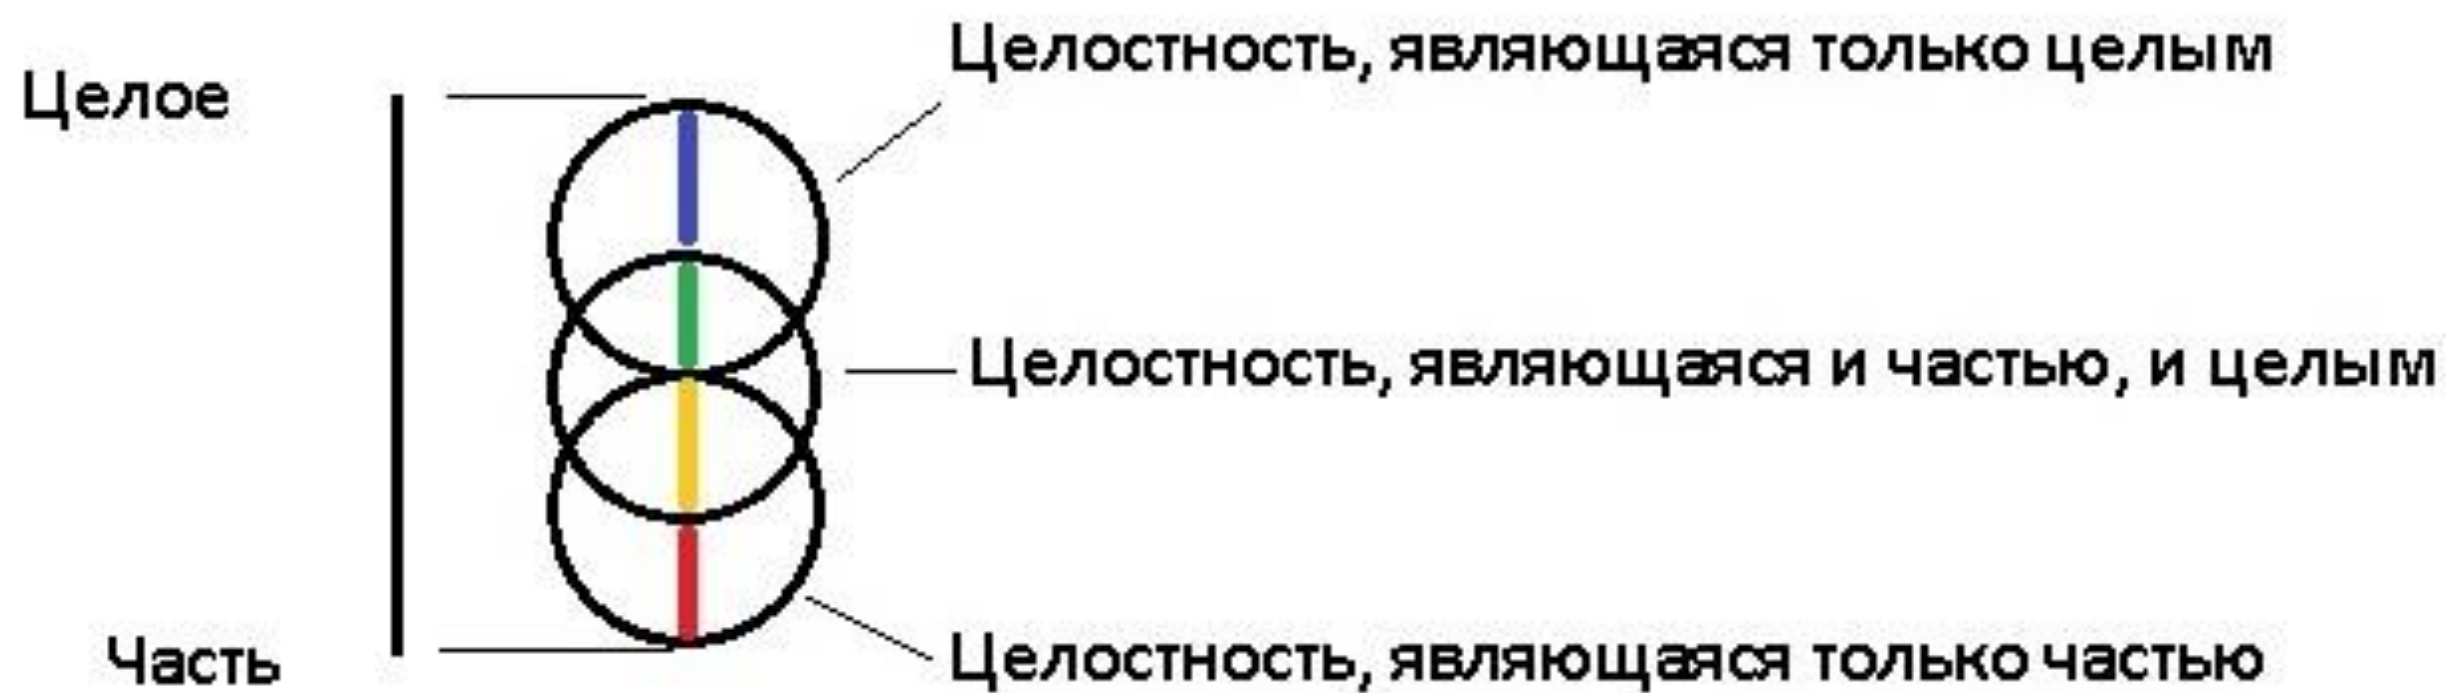 Целостность, являющаяся только целым
Целое
Целостность, являющаяся и частью, и целым
Часть
Целостность, являющаяся только частью